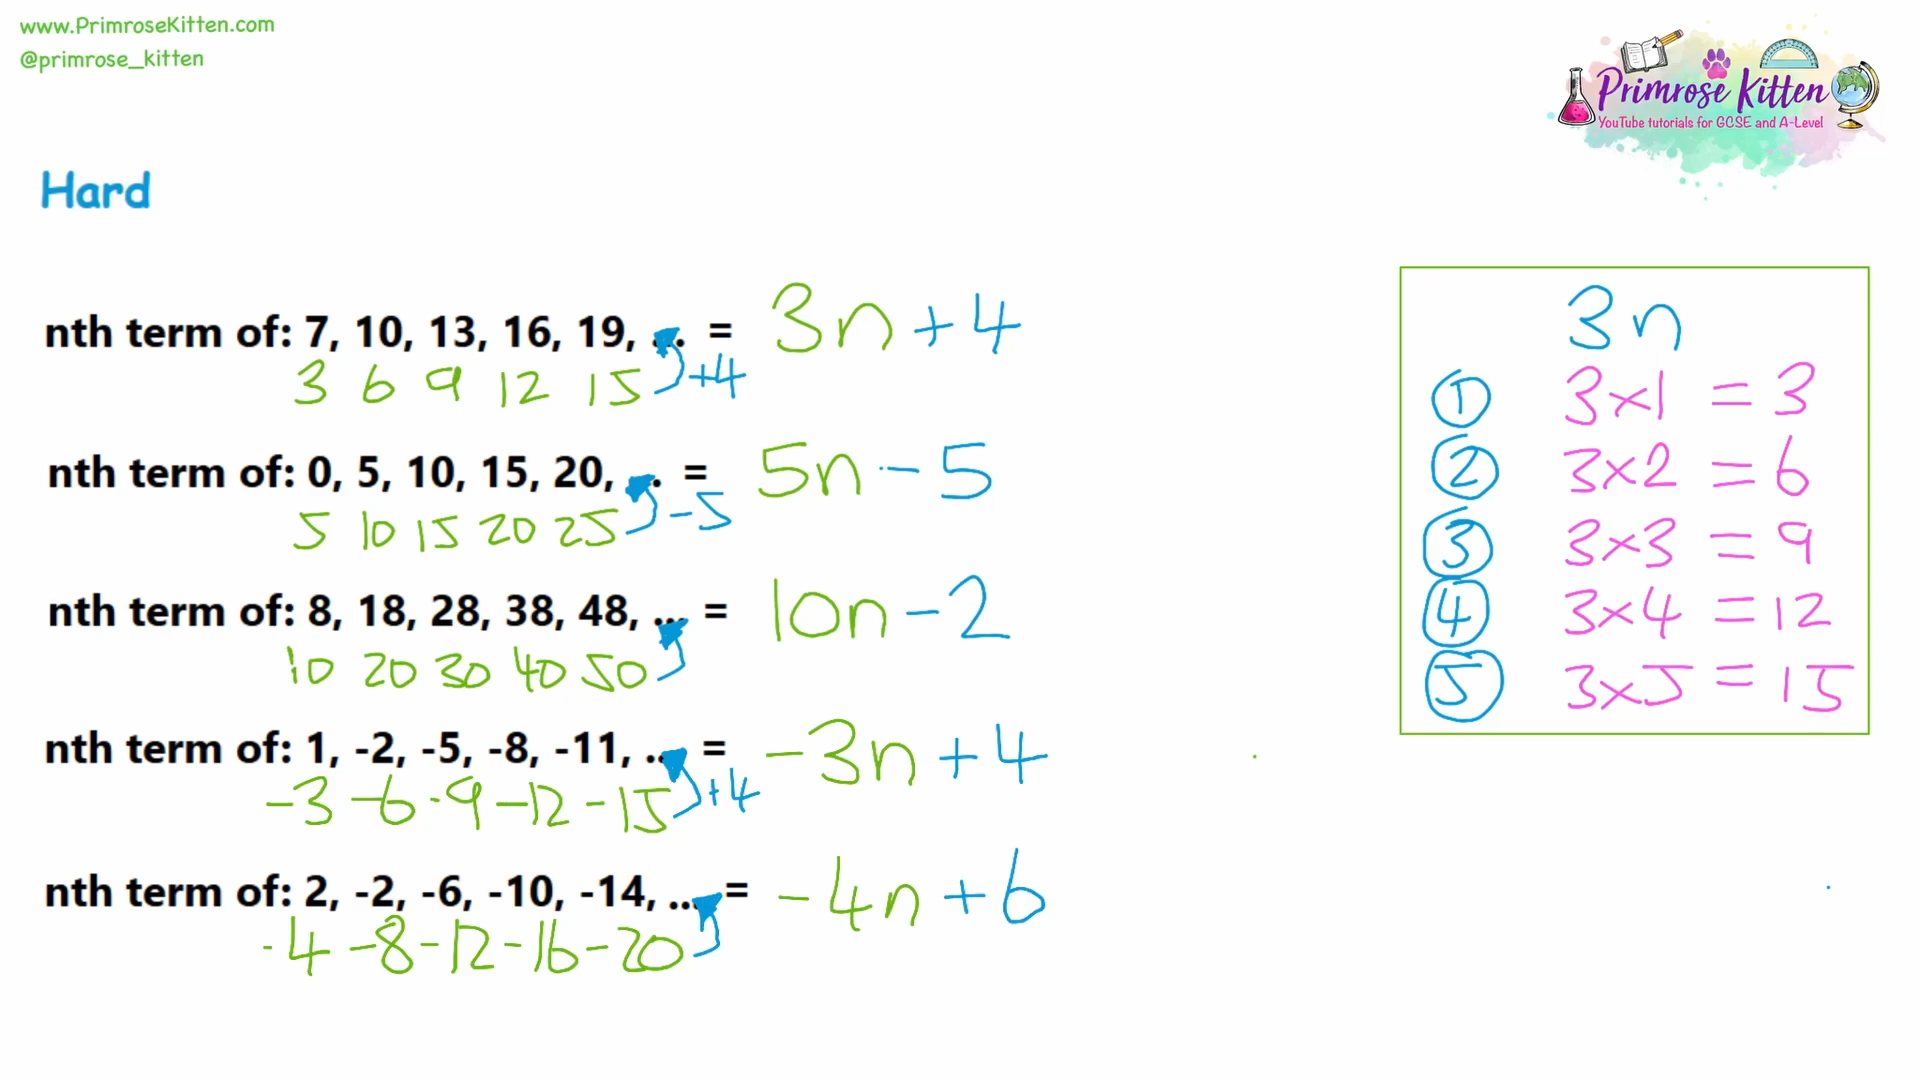 www.PrimroseKitten.com
@primrose_kitten
Primrose Kitten
YouTube tutorials for GCSE and A-Level
Hard
nth term of: 7, 10, 13, 16, 19, ... = 3n + 4
3 6 9 12 15 +4
nth term of: 0, 5, 10, 15, 20, ... = 5n - 5
5 10 15 20 25 -5
nth term of: 8, 18, 28, 38, 48, ... = 10n - 2
10 20 30 40 50
nth term of: 1, -2, -5, -8, -11, ... = -3n + 4
-3 -6 -9 -12 -15 +4
nth term of: 2, -2, -6, -10, -14, ... = -4n + 6
-4 -8 -12 -16 -20
3n
1 3×1 = 3
2 3×2 = 6
3 3×3 = 9
4 3×4 = 12
5 3×5 = 15